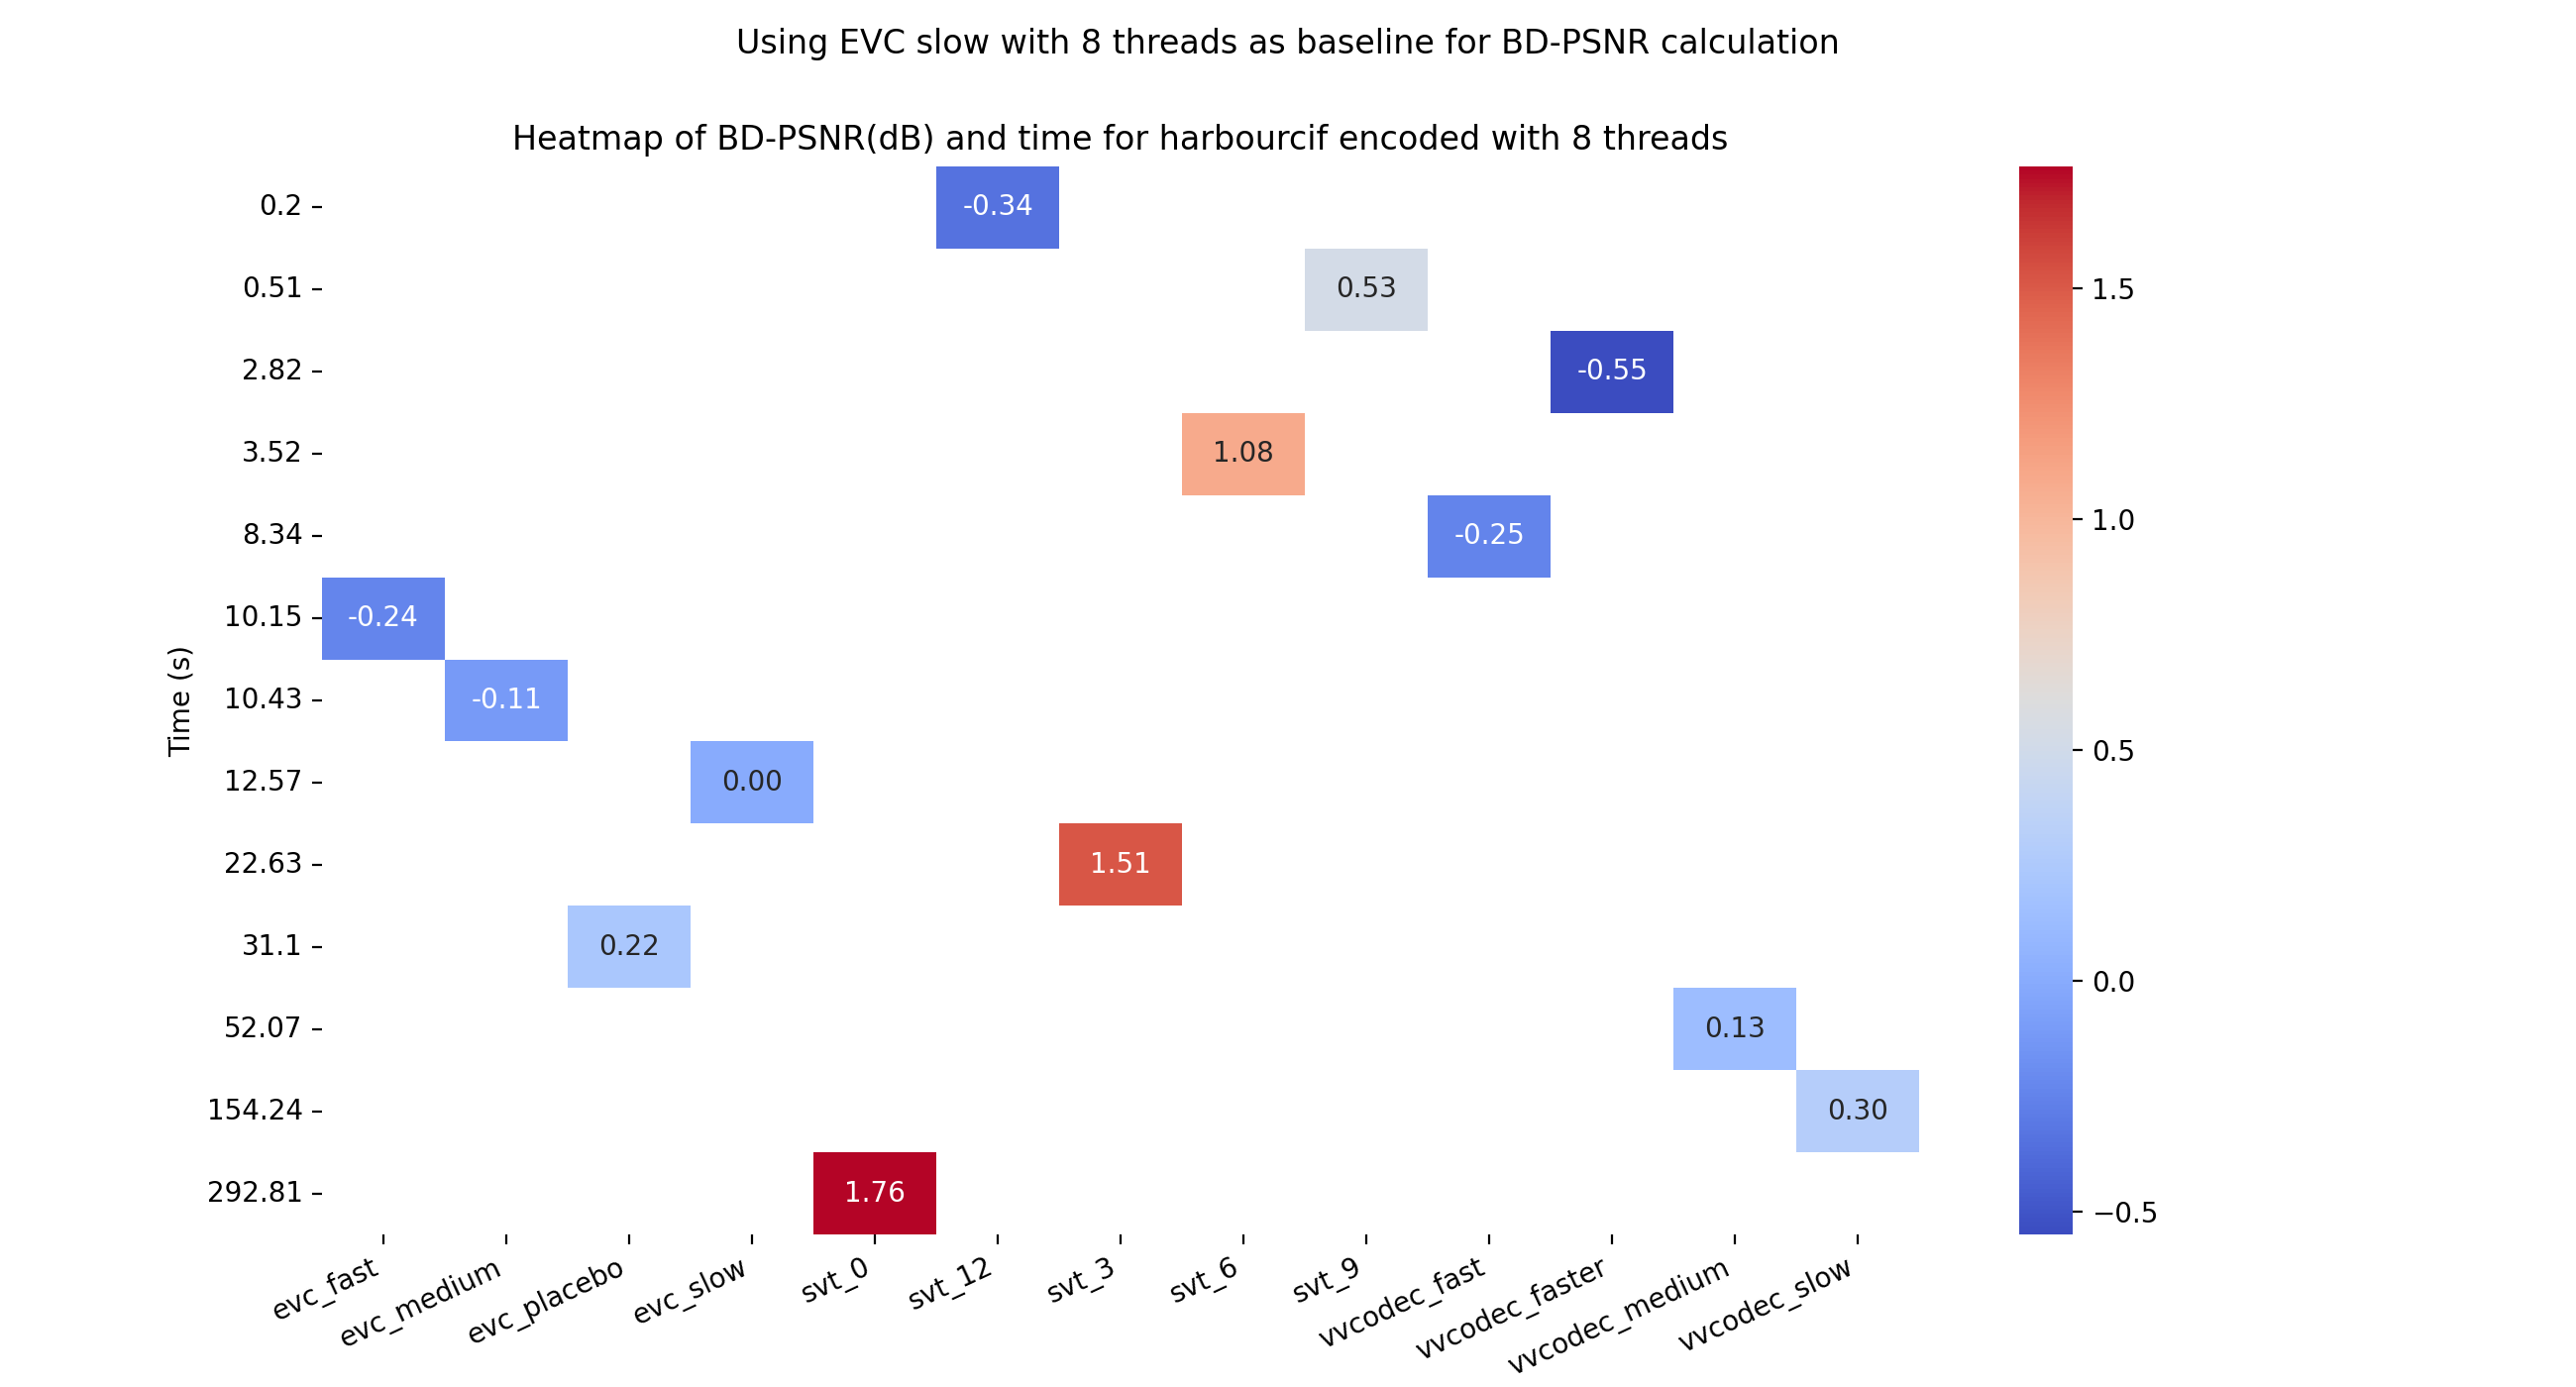 Using EVC slow with 8 threads as baseline for BD-PSNR calculation
Heatmap of BD-PSNR(dB) and time for harbourcif encoded with 8 threads
Time (s)
0.2 -0.34
0.51 0.53
2.82 -0.55
3.52 1.08
8.34 -0.25
10.15 -0.24
10.43 -0.11
12.57 0.00
22.63 1.51
31.1 0.22
52.07 0.13
154.24 0.30
292.81 1.76
evc_fast
evc_medium
evc_placebo
evc_slow
svt_0
svt_12
svt_3
svt_6
svt_9
vvcodec_fast
vvcodec_faster
vvcodec_medium
vvcodec_slow
1.5
1.0
0.5
0.0
−0.5